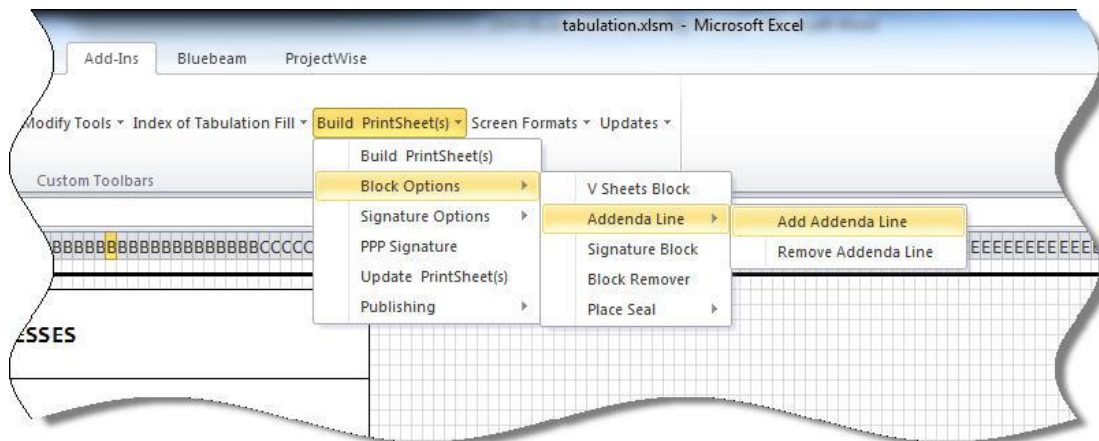 tabulation.xlsm - Microsoft Excel
Add-Ins Bluebeam ProjectWise
Modify Tools Index of Tabulation Fill Build PrintSheet(s) Screen Formats Updates
Build PrintSheet(s)
Custom Toolbars
Block Options V Sheets Block
Signature Options Addenda Line Add Addenda Line
PPP Signature Signature Block Remove Addenda Line
Update PrintSheet(s) Block Remover
Publishing Place Seal
ESSES